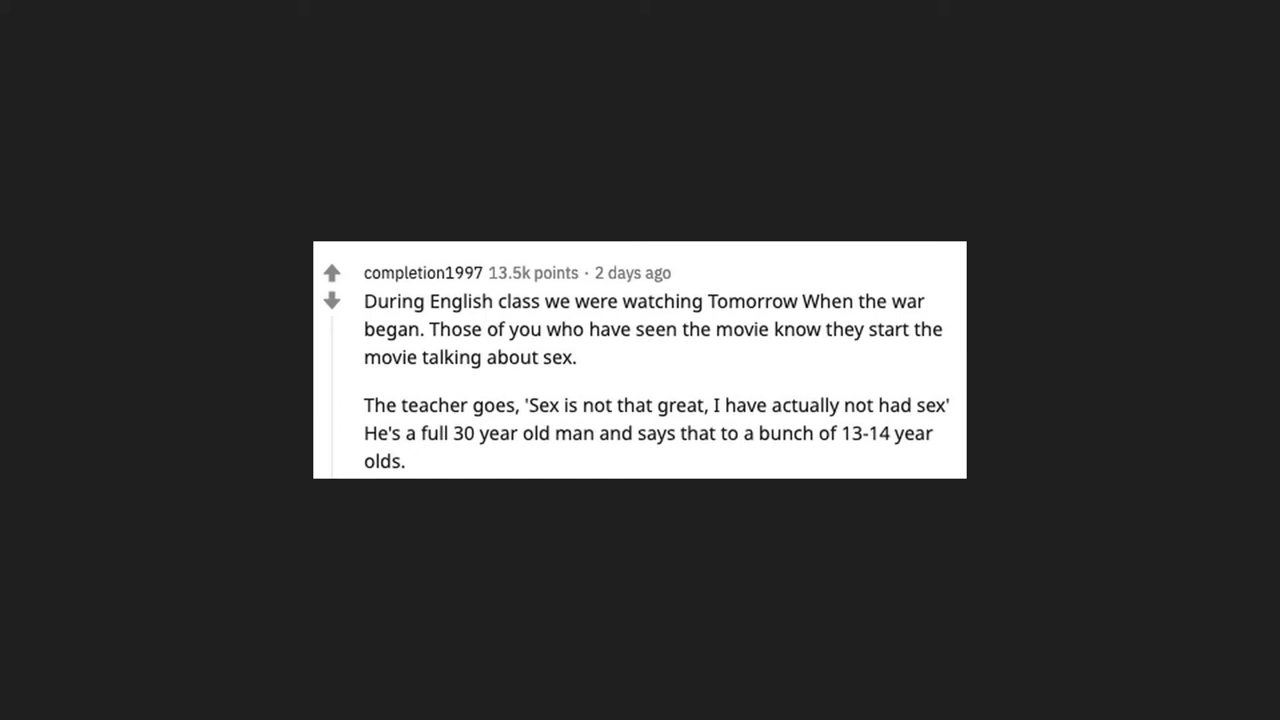 completion1997 13.5k points · 2 days ago
During English class we were watching Tomorrow When the war
began. Those of you who have seen the movie know they start the
movie talking about sex.
The teacher goes, 'Sex is not that great, I have actually not had sex'
He's a full 30 year old man and says that to a bunch of 13-14 year
olds.